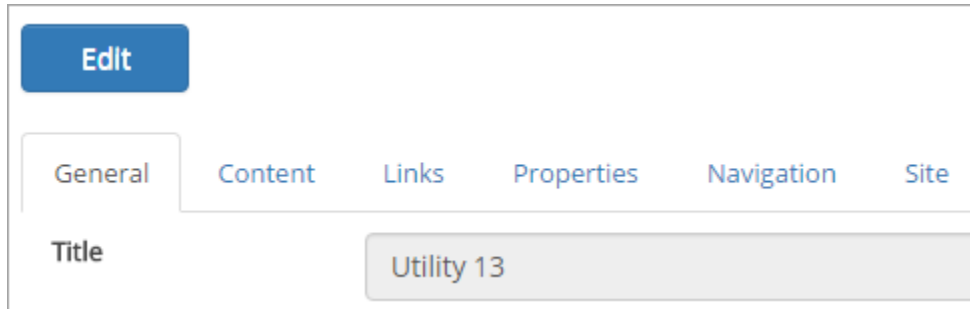 Edit
General Content Links Properties Navigation Site
Title Utility 13